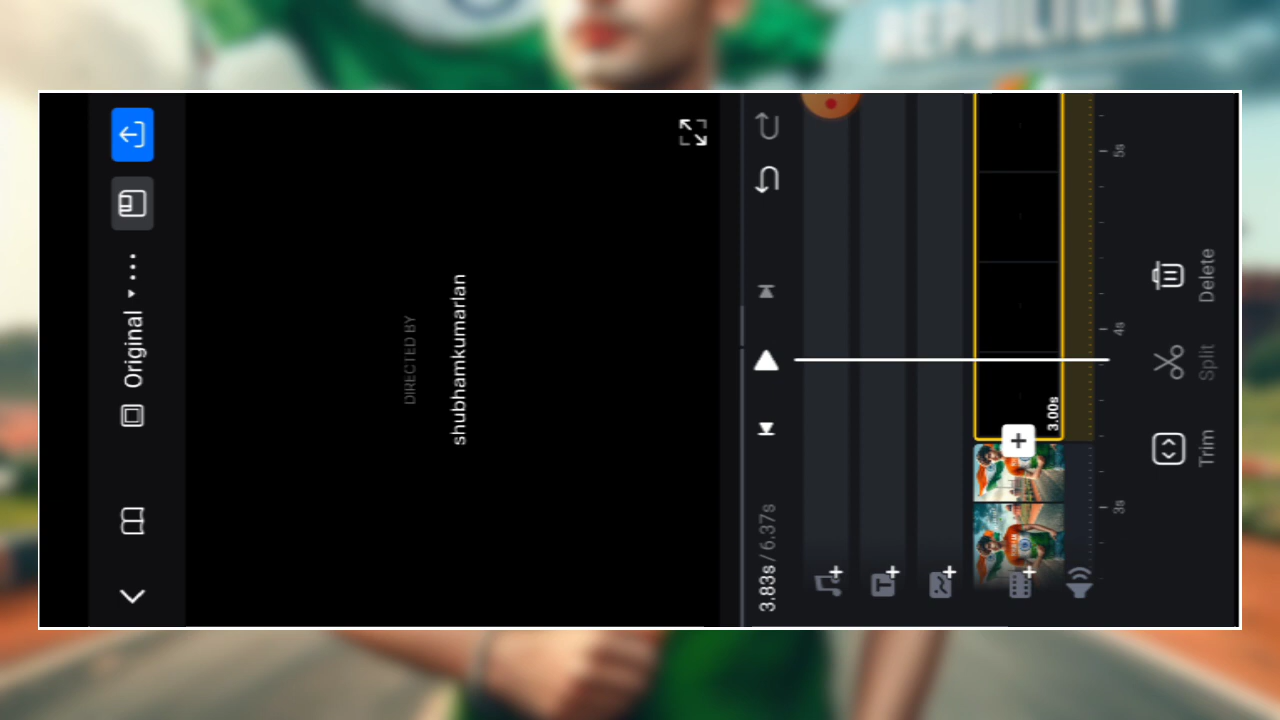 Original
DIRECTED BY
shubhamkumarlan
3.83s / 6.37s
3.00s
3s 4s 5s
Trim Split Delete